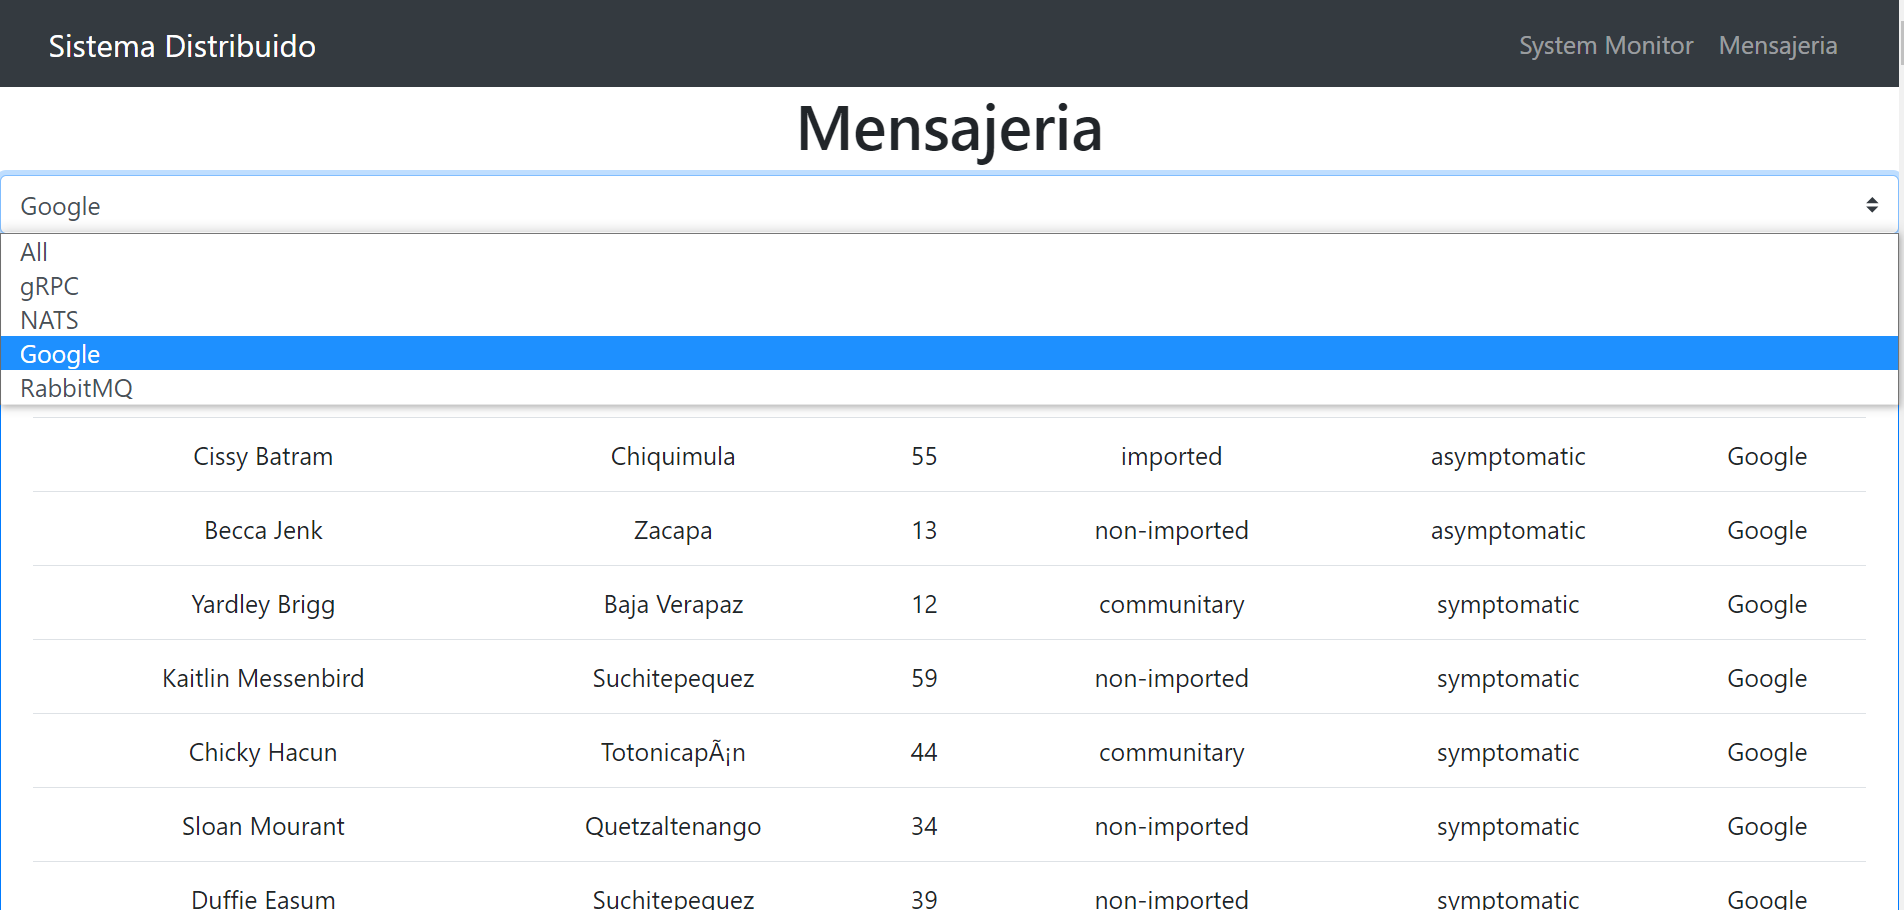 Sistema Distribuido System Monitor Mensajeria
Mensajeria
Google
All
gRPC
NATS
Google
RabbitMQ
Cissy Batram Chiquimula 55 imported asymptomatic Google
Becca Jenk Zacapa 13 non-imported asymptomatic Google
Yardley Brigg Baja Verapaz 12 communitary symptomatic Google
Kaitlin Messenbird Suchitepequez 59 non-imported symptomatic Google
Chicky Hacun TotonicapÃ¡n 44 communitary symptomatic Google
Sloan Mourant Quetzaltenango 34 non-imported symptomatic Google
Duffie Easum Suchitepequez 39 non-imported symptomatic Google